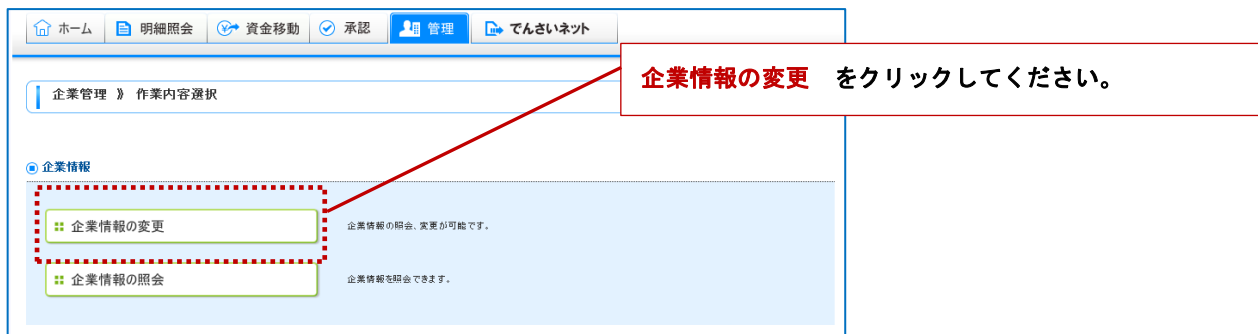 ホーム 明細照会 資金移動 承認 管理 でんさいネット
企業情報の変更 をクリックしてください。
企業管理 》 作業内容選択
企業情報
企業情報の変更 企業情報の照会、変更が可能です。
企業情報の照会 企業情報を照会できます。